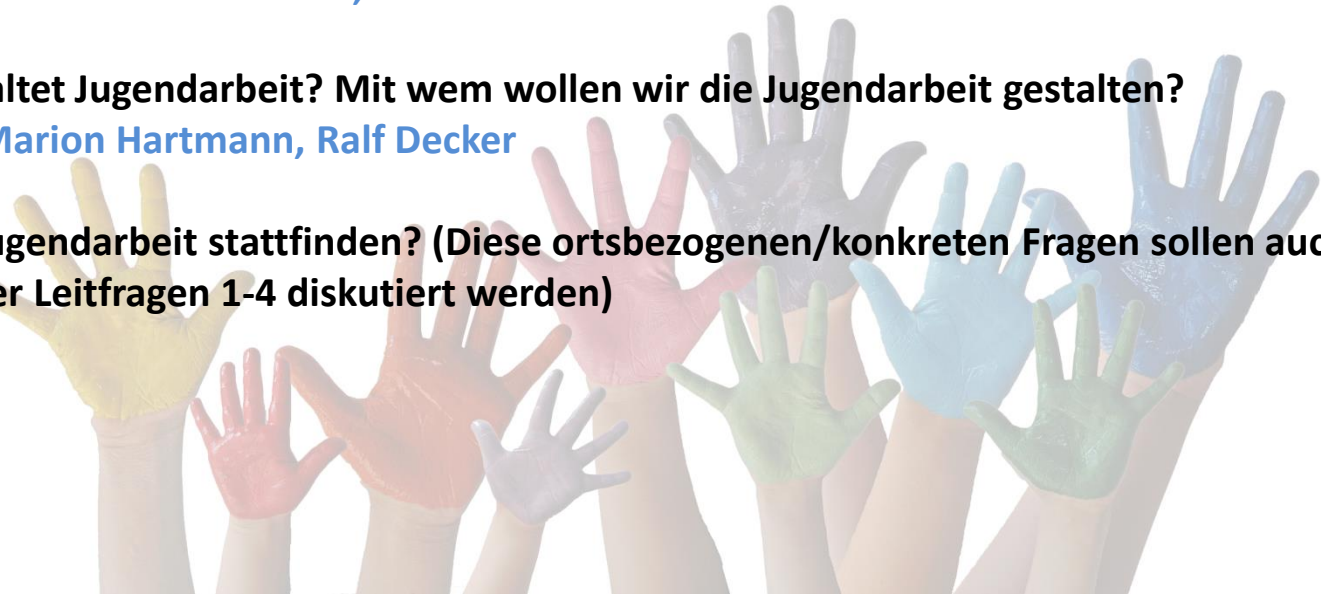 altet Jugendarbeit? Mit wem wollen wir die Jugendarbeit gestalten?
Marion Hartmann, Ralf Decker
ugendarbeit stattfinden? (Diese ortsbezogenen/konkreten Fragen sollen auc
er Leitfragen 1-4 diskutiert werden)